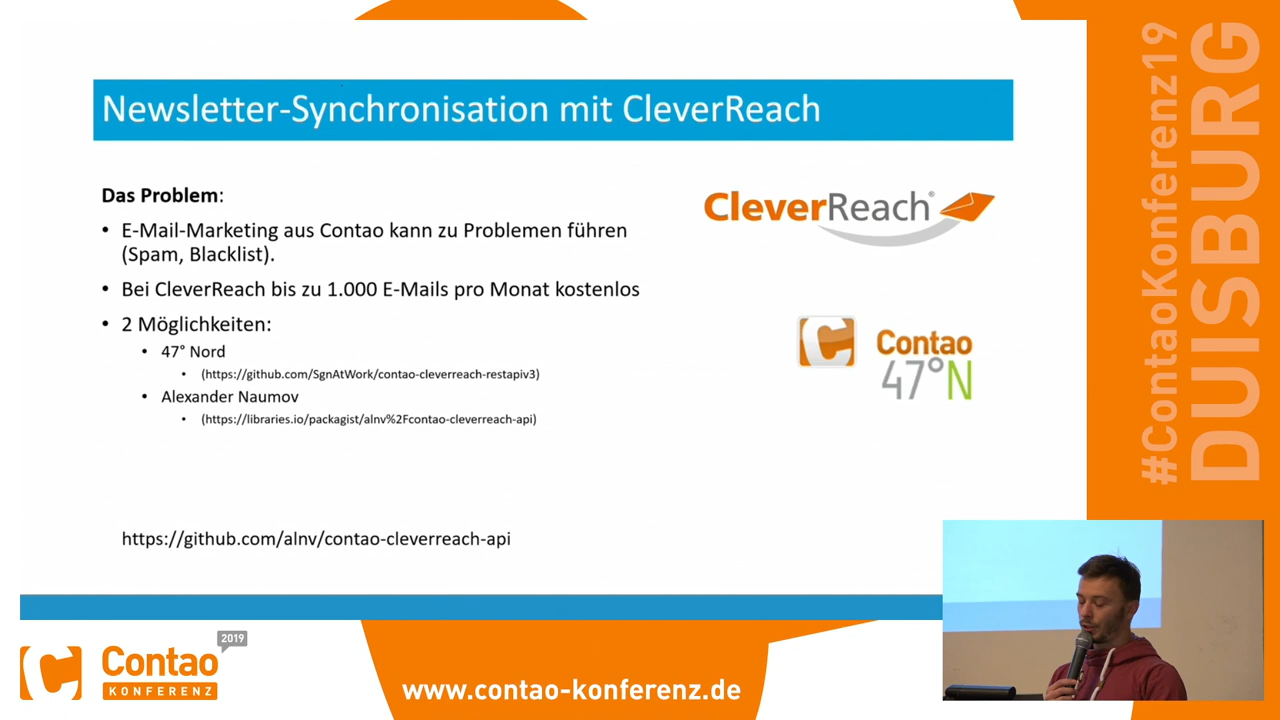 Newsletter-Synchronisation mit CleverReach
Das Problem:
• E-Mail-Marketing aus Contao kann zu Problemen führen
(Spam, Blacklist).
• Bei CleverReach bis zu 1.000 E-Mails pro Monat kostenlos
• 2 Möglichkeiten:
• 47° Nord
• (https://github.com/SgnAtWork/contao-cleverreach-restapiv3)
• Alexander Naumov
• (https://libraries.io/packagist/alnv%2Fcontao-cleverreach-api)
https://github.com/alnv/contao-cleverreach-api
CleverReach®
Contao
47°N
#ContaoKonferenz19
DUISBURG
2019
Contao
KONFERENZ
www.contao-konferenz.de